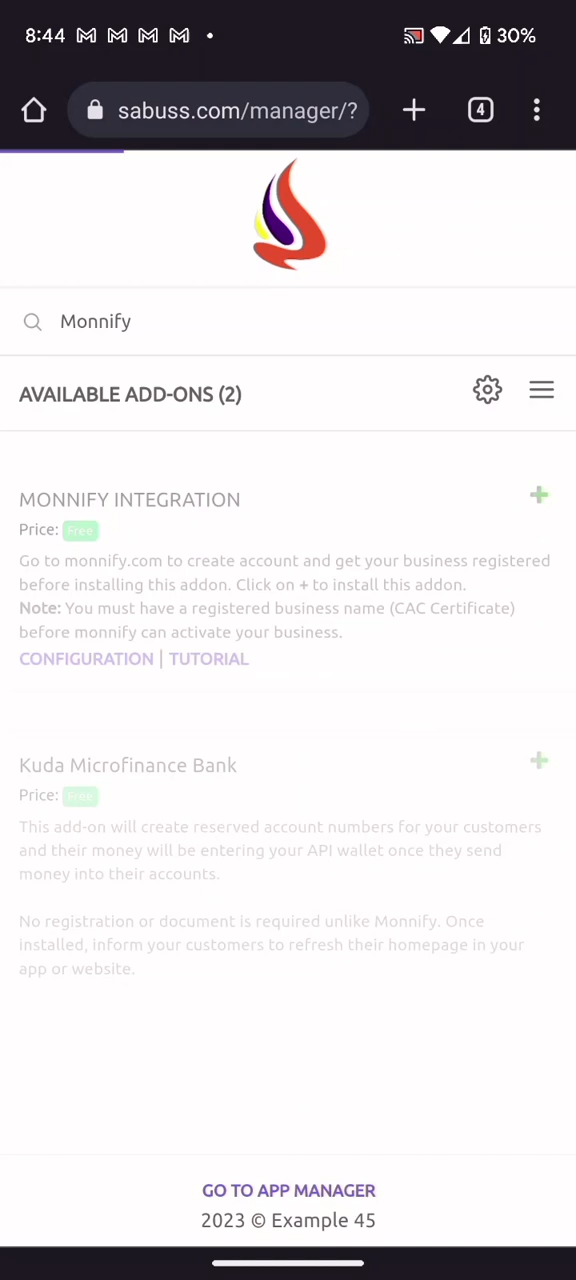 8:44
30%
sabuss.com/manager/?
4
Monnify
AVAILABLE ADD-ONS (2)
MONNIFY INTEGRATION
Price: Free
Go to monnify.com to create account and get your business registered
before installing this addon. Click on + to install this addon.
Note: You must have a registered business name (CAC Certificate)
before monnify can activate your business.
CONFIGURATION | TUTORIAL
Kuda Microfinance Bank
Price: Free
This add-on will create reserved account numbers for your customers
and their money will be entering your API wallet once they send
money into their accounts.
No registration or document is required unlike Monnify. Once
installed, inform your customers to refresh their homepage in your
app or website.
GO TO APP MANAGER
2023 © Example 45